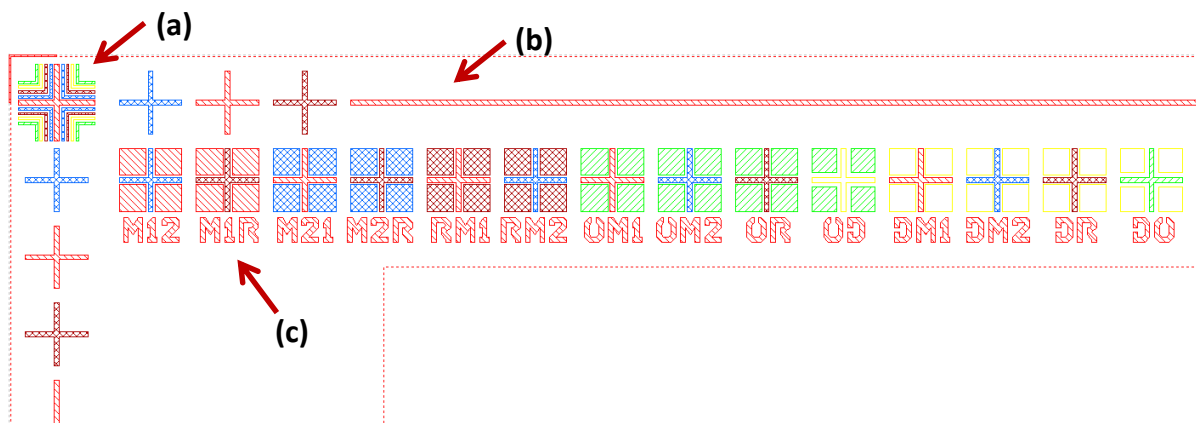 (a)
(b)
M12 M1R M21 M2R RM1 RM2 OM1 OM2 OR OD DM1 DM2 DR DO
(c)